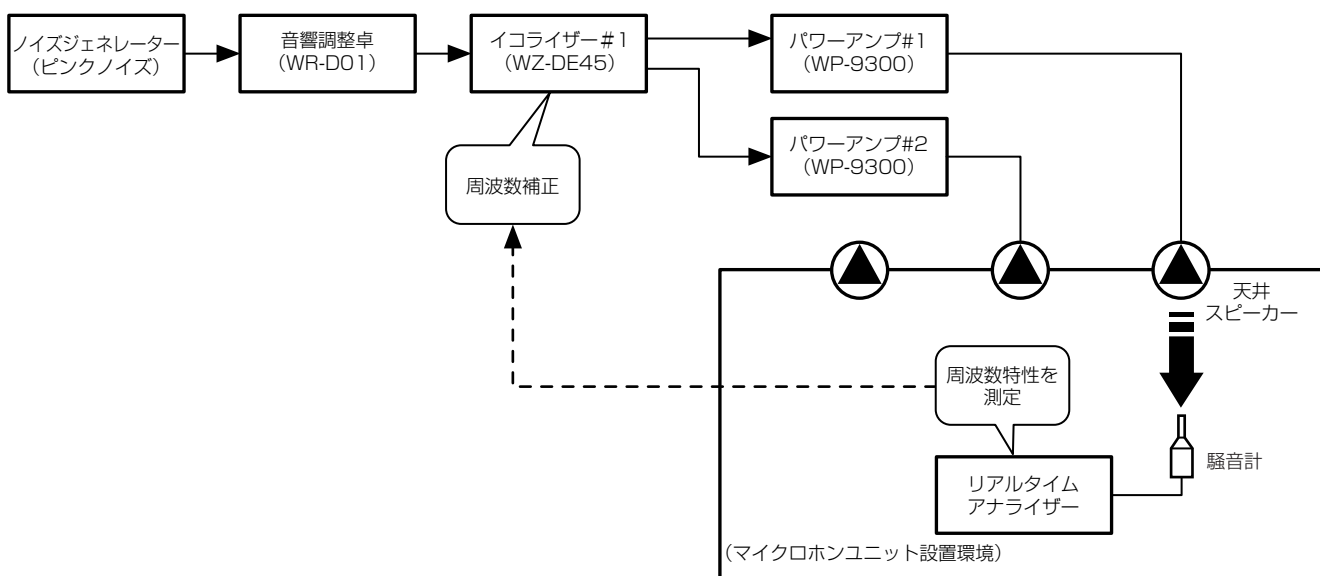 ノイズジェネレーター
（ピンクノイズ）
音響調整卓
（WR-D01）
イコライザー＃1
（WZ-DE45）
パワーアンプ#1
（WP-9300）
パワーアンプ#2
（WP-9300）
周波数補正
天井
スピーカー
周波数特性を
測定
騒音計
リアルタイム
アナライザー
（マイクロホンユニット設置環境）